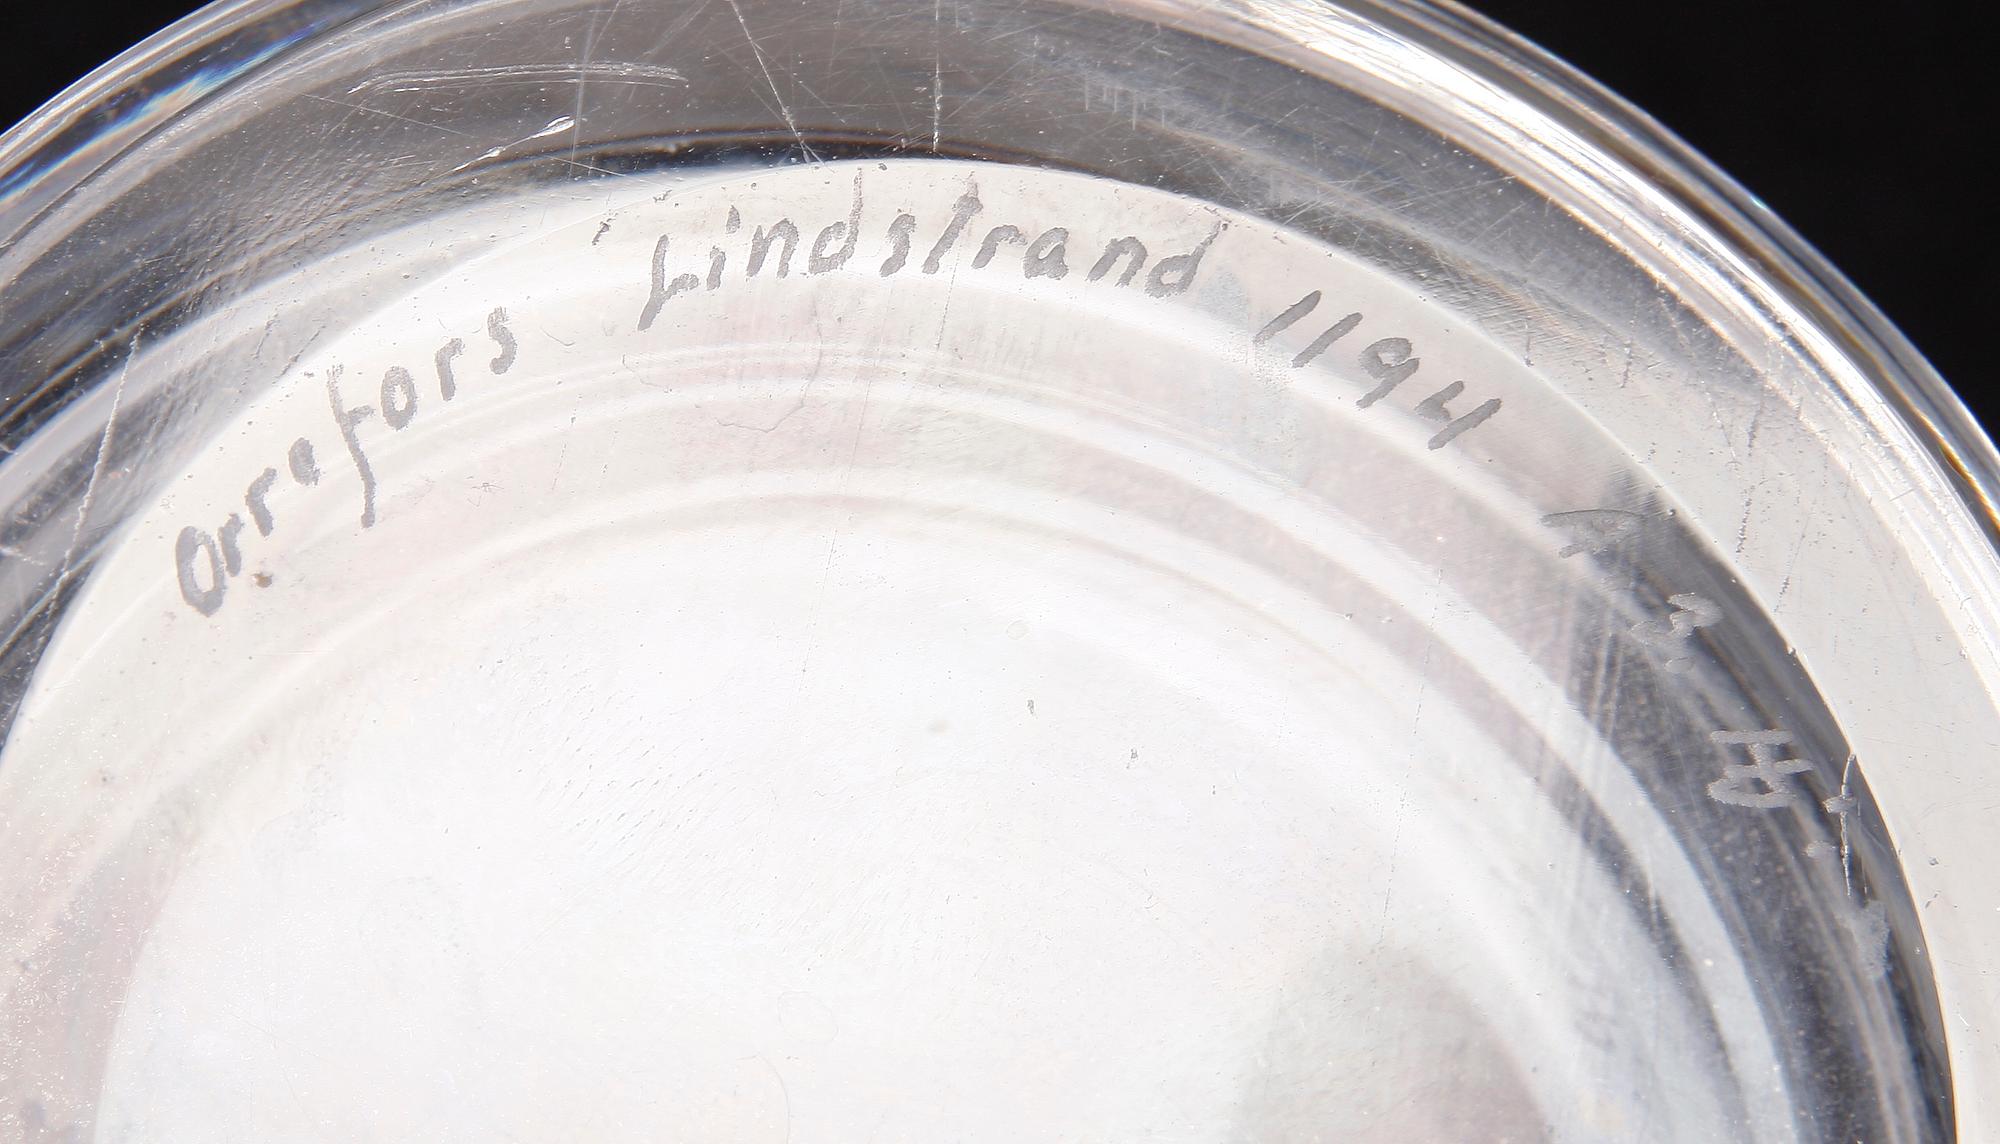 Orrefors Lindstrand 1194